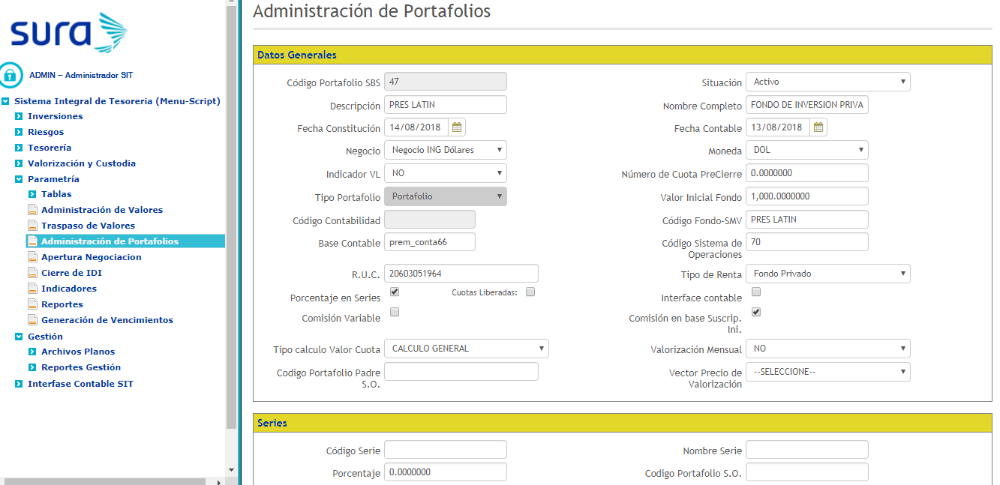 sura
ADMIN – Administrador SIT
Sistema Integral de Tesoreria (Menu-Script)
Inversiones
Riesgos
Tesorería
Valorización y Custodia
Parametría
Tablas
Administración de Valores
Traspaso de Valores
Administración de Portafolios
Apertura Negociacion
Cierre de IDI
Indicadores
Reportes
Generación de Vencimientos
Gestión
Archivos Planos
Reportes Gestión
Interfase Contable SIT
Administración de Portafolios
Datos Generales
Código Portafolio SBS 47 Situación Activo
Descripción PRES LATIN Nombre Completo FONDO DE INVERSION PRIVA
Fecha Constitución 14/08/2018 Fecha Contable 13/08/2018
Negocio Negocio ING Dólares Moneda DOL
Indicador VL NO Número de Cuota PreCierre 0.0000000
Tipo Portafolio Portafolio Valor Inicial Fondo 1,000.0000000
Código Contabilidad Código Fondo-SMV PRES LATIN
Base Contable prem_conta66 Código Sistema de Operaciones 70
R.U.C. 20603051964 Tipo de Renta Fondo Privado
Porcentaje en Series Cuotas Liberadas: Interface contable
Comisión Variable Comisión en base Suscrip. Ini.
Tipo calculo Valor Cuota CALCULO GENERAL Valorización Mensual NO
Codigo Portafolio Padre S.O. Vector Precio de Valorización --SELECCIONE--
Series
Código Serie Nombre Serie
Porcentaje 0.0000000 Codigo Portafolio S.O.